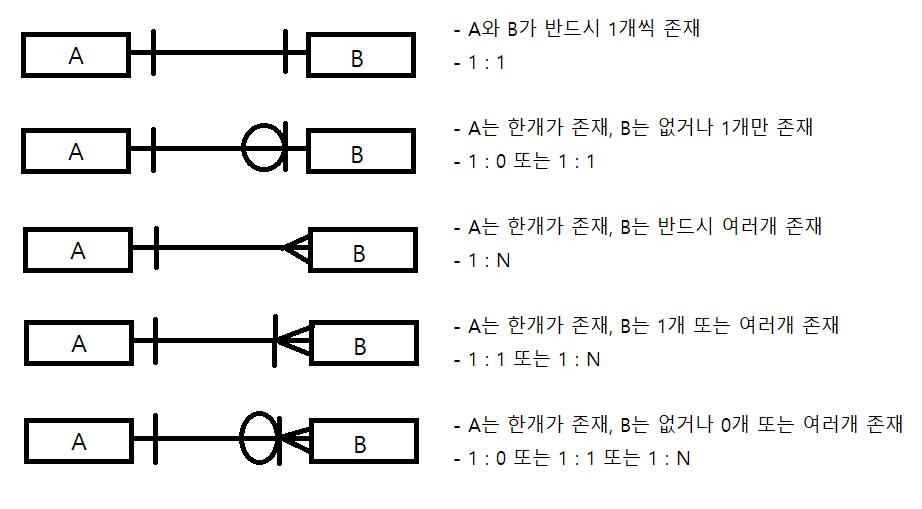 A
B
- A와 B가 반드시 1개씩 존재
- 1 : 1
A
B
- A는 한개가 존재, B는 없거나 1개만 존재
- 1 : 0 또는 1 : 1
A
B
- A는 한개가 존재, B는 반드시 여러개 존재
- 1 : N
A
B
- A는 한개가 존재, B는 1개 또는 여러개 존재
- 1 : 1 또는 1 : N
A
B
- A는 한개가 존재, B는 없거나 0개 또는 여러개 존재
- 1 : 0 또는 1 : 1 또는 1 : N